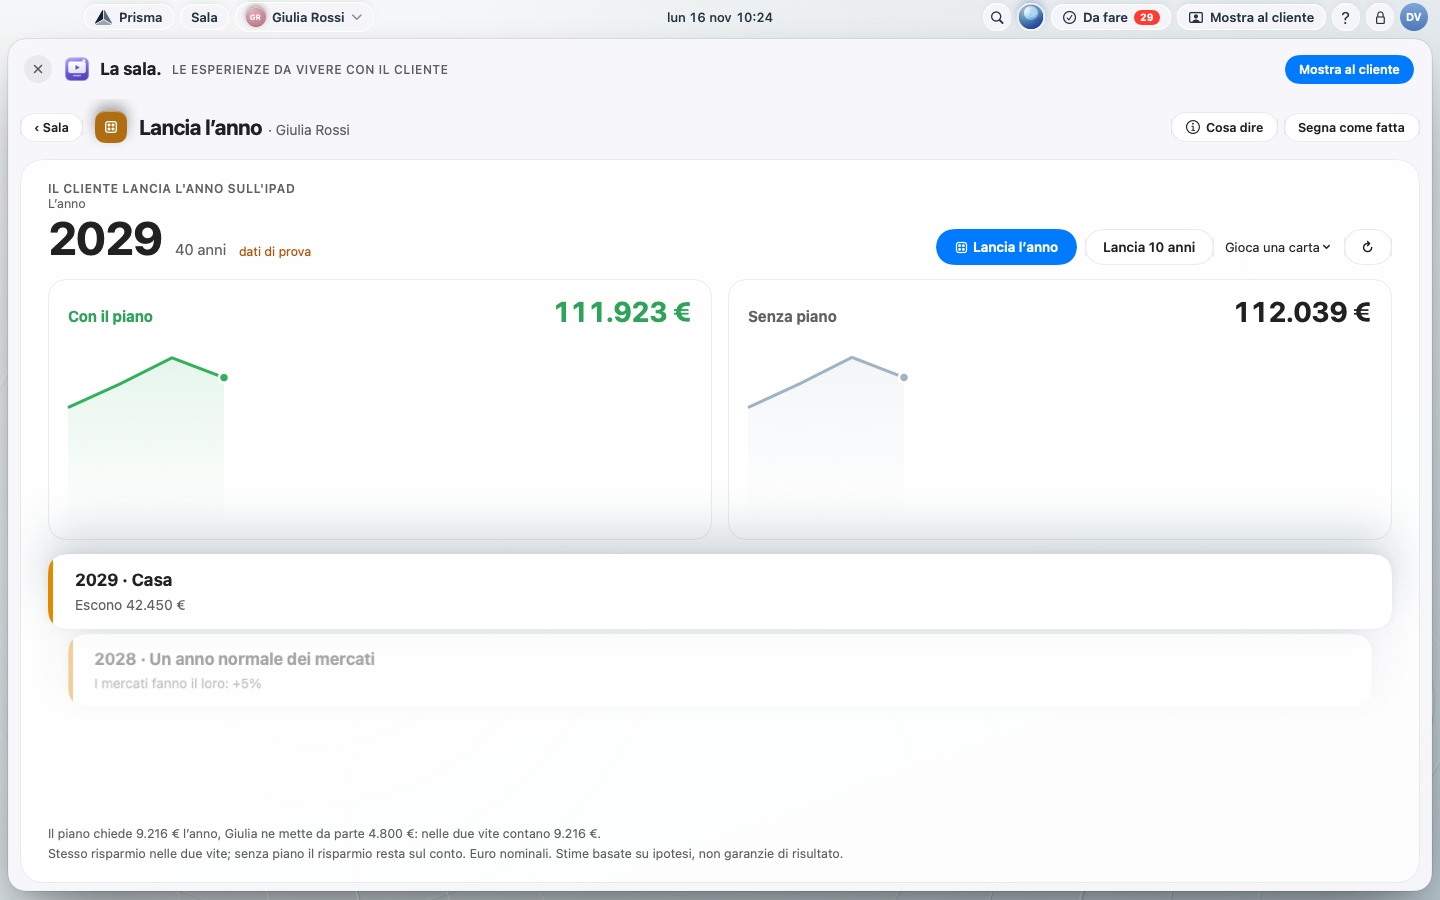 Prisma
Sala
GR
Giulia Rossi
lun 16 nov 10:24
Da fare 29
Mostra al cliente
?
DV
La sala. LE ESPERIENZE DA VIVERE CON IL CLIENTE
Mostra al cliente
‹ Sala
Lancia l’anno · Giulia Rossi
Cosa dire
Segna come fatta
IL CLIENTE LANCIA L'ANNO SULL'IPAD
L’anno
2029 40 anni dati di prova
Lancia l’anno
Lancia 10 anni
Gioca una carta
Con il piano 111.923 €
Senza piano 112.039 €
2029 · Casa
Escono 42.450 €
2028 · Un anno normale dei mercati
I mercati fanno il loro: +5%
Il piano chiede 9.216 € l’anno, Giulia ne mette da parte 4.800 €: nelle due vite contano 9.216 €.
Stesso risparmio nelle due vite; senza piano il risparmio resta sul conto. Euro nominali. Stime basate su ipotesi, non garanzie di risultato.